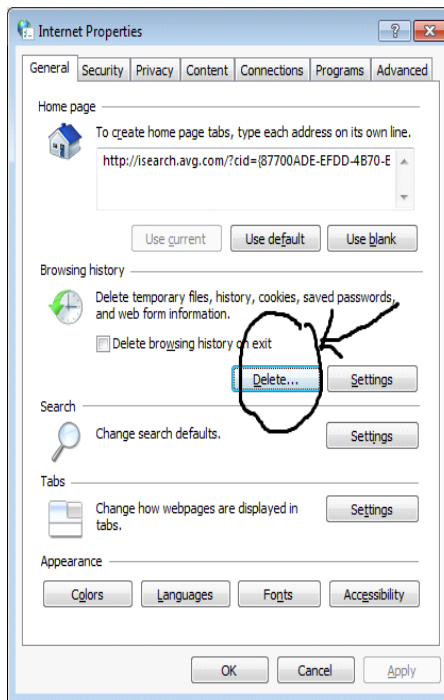 Internet Properties
General Security Privacy Content Connections Programs Advanced
Home page
To create home page tabs, type each address on its own line.
http://isearch.avg.com/?cid={87700ADE-EFDD-4B70-E
Use current Use default Use blank
Browsing history
Delete temporary files, history, cookies, saved passwords,
and web form information.
Delete browsing history on exit
Delete... Settings
Search
Change search defaults.
Settings
Tabs
Change how webpages are displayed in
tabs.
Settings
Appearance
Colors Languages Fonts Accessibility
OK Cancel Apply